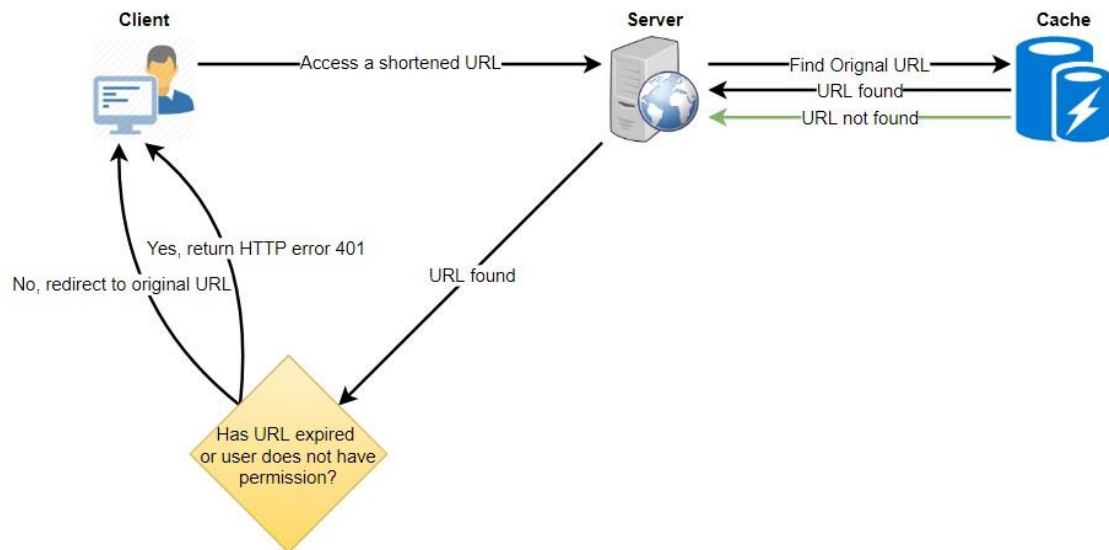 Client
Server
Cache
Access a shortened URL
Find Orignal URL
URL found
URL not found
Yes, return HTTP error 401
No, redirect to original URL
URL found
Has URL expired
or user does not have
permission?